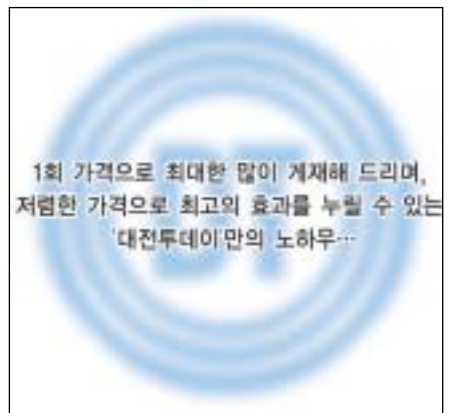 1회 가격으로 최대한 많이 게재해 드리며,
저렴한 가격으로 최고의 효과를 누릴 수 있는
'대전투데이'만의 노하우…
DT